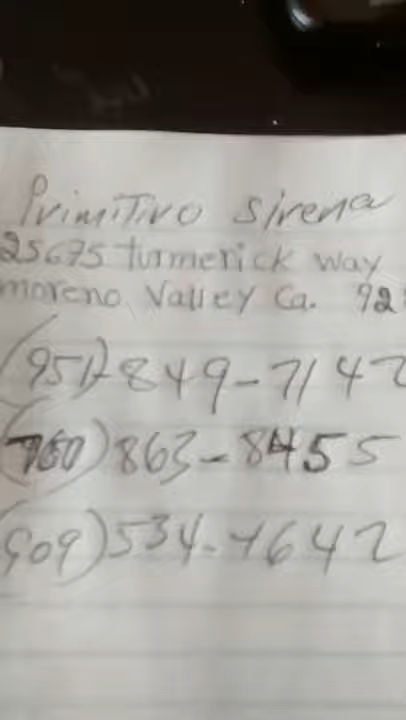 Primitivo Sirena
25675 turmerick way
moreno Valley Ca. 92
(951)-849-7147
(760) 863-8455
(909) 534-4642